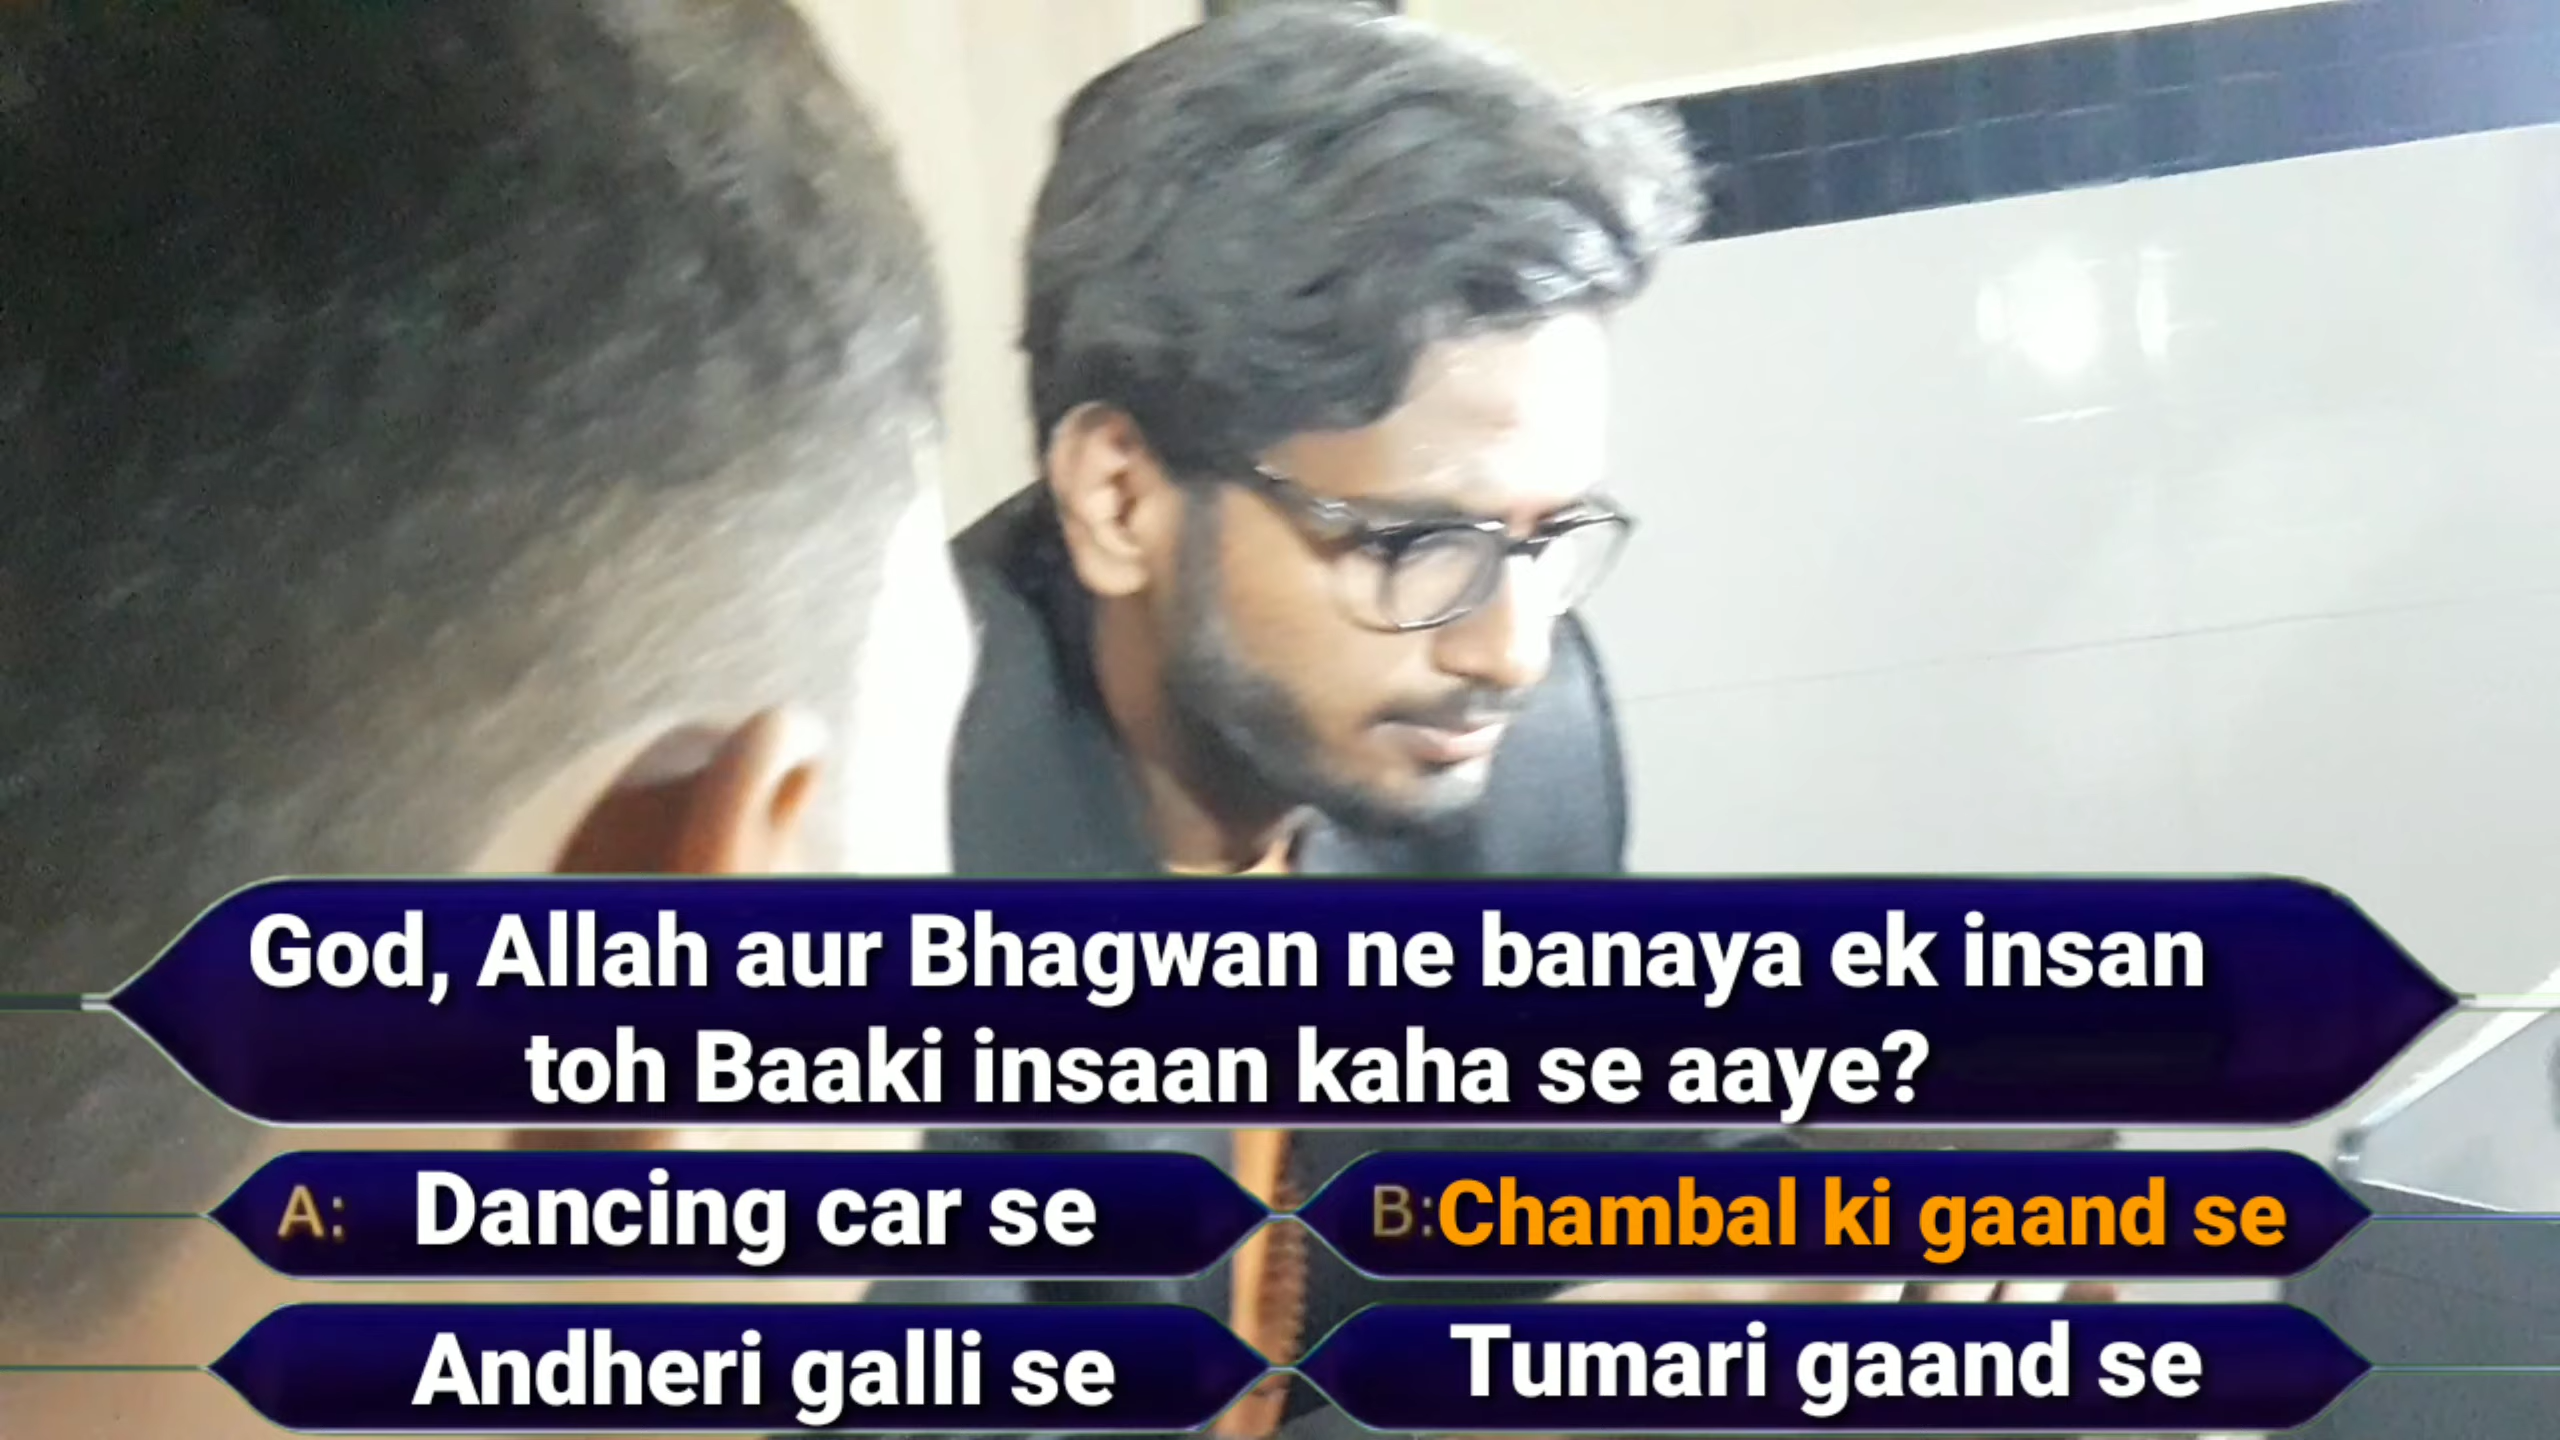 God, Allah aur Bhagwan ne banaya ek insan
toh Baaki insaan kaha se aaye?
A: Dancing car se
B: Chambal ki gaand se
Andheri galli se
Tumari gaand se